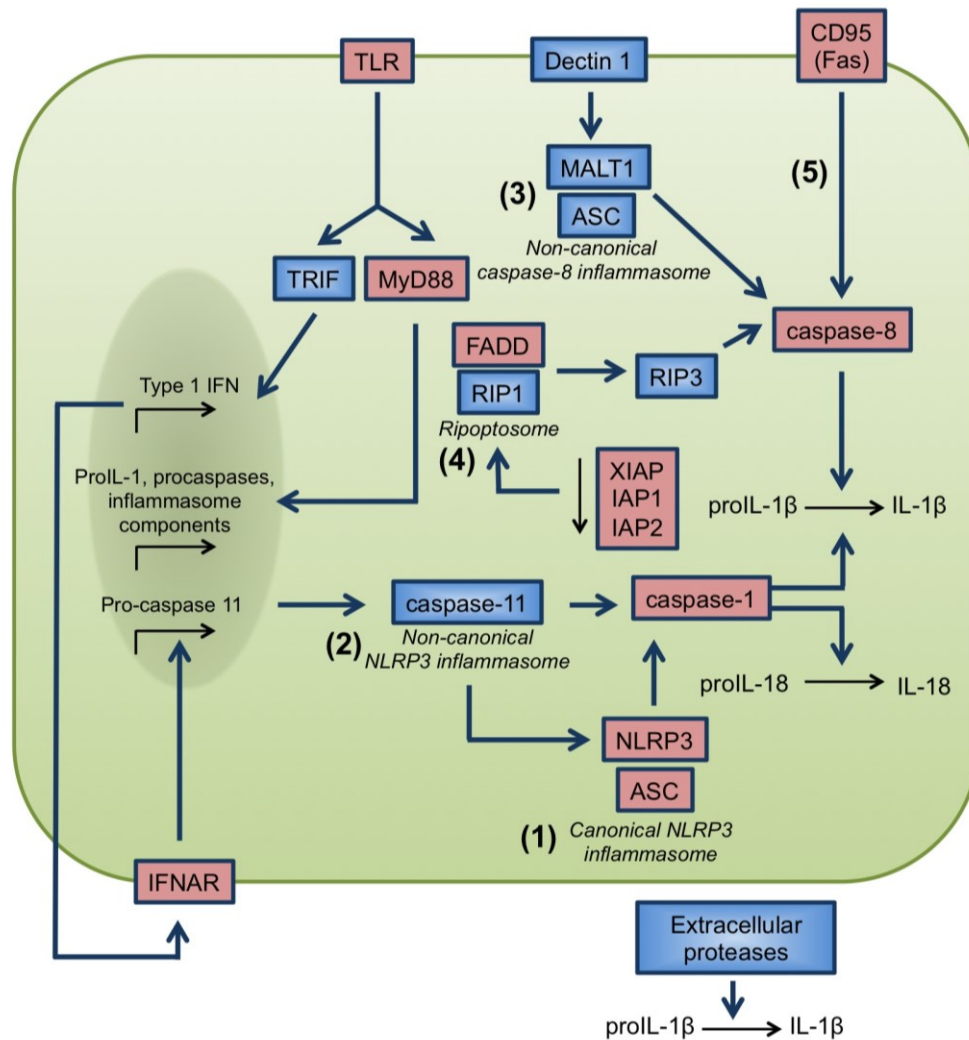 TLR
Dectin 1
CD95
(Fas)
MALT1
(3)
(5)
ASC
Non-canonical
caspase-8 inflammasome
TRIF
MyD88
caspase-8
FADD
RIP1
RIP3
Ripoptosome
(4)
Type 1 IFN
XIAP
IAP1
IAP2
ProIL-1, procaspases,
inflammasome
components
proIL-1β
IL-1β
Pro-caspase 11
caspase-11
caspase-1
(2)
Non-canonical
NLRP3 inflammasome
proIL-18
IL-18
NLRP3
ASC
(1)
Canonical NLRP3
inflammasome
IFNAR
Extracellular
proteases
proIL-1β
IL-1β